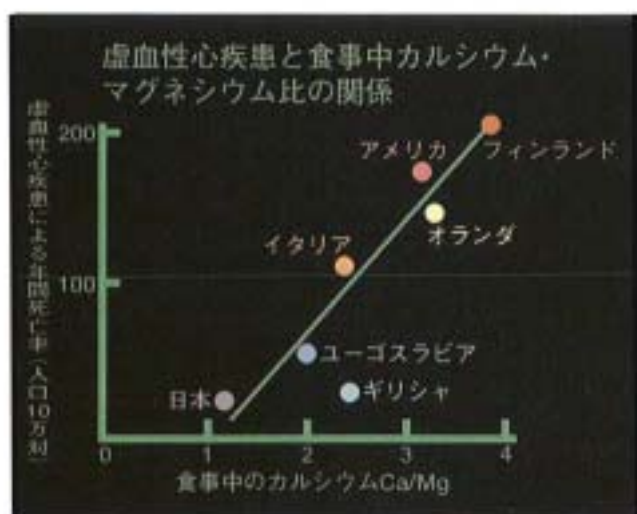 虚血性心疾患と食事中カルシウム・
マグネシウム比の関係
虚血性心疾患による年間死亡率(人口10万対)
200
100
アメリカ
フィンランド
オランダ
イタリア
ユーゴスラビア
日本
ギリシャ
0
1
2
3
4
食事中のカルシウムCa/Mg